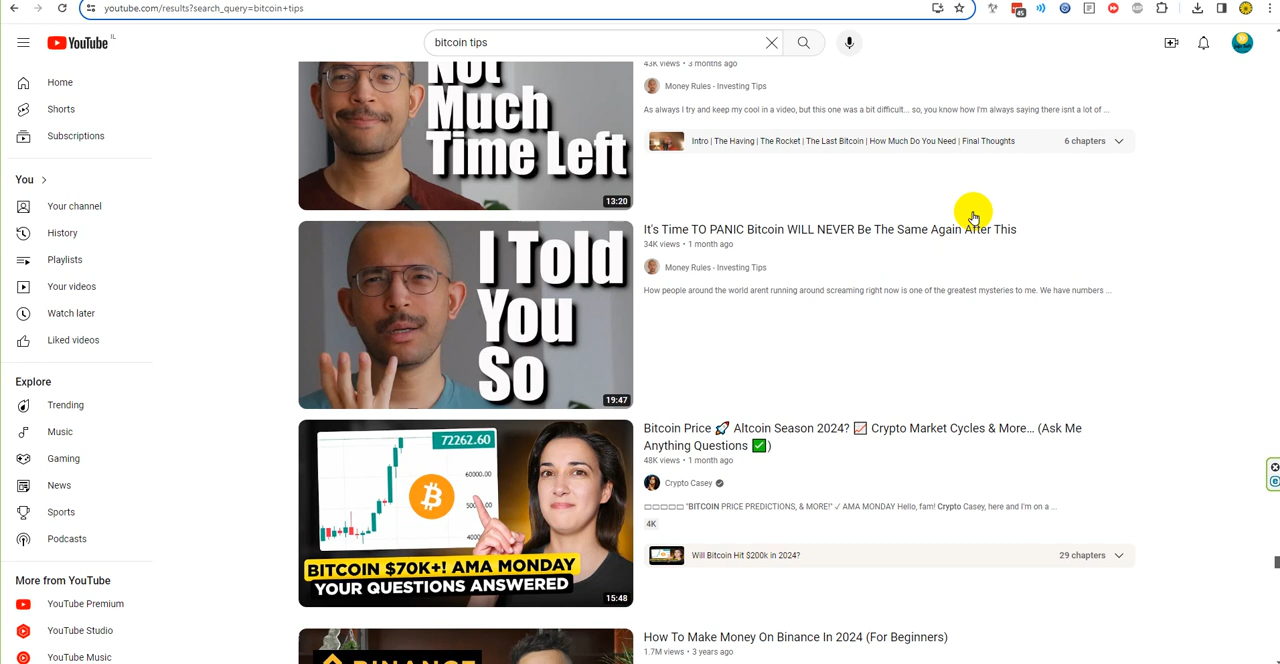 youtube.com/results?search_query=bitcoin+tips
45
ABP
YouTube IL
bitcoin tips
Home
Shorts
Subscriptions
You
Your channel
History
Playlists
Your videos
Watch later
Liked videos
Explore
Trending
Music
Gaming
News
Sports
Podcasts
More from YouTube
YouTube Premium
YouTube Studio
YouTube Music
Not
Much
Time Left
13:20
43K views • 3 months ago
Money Rules - Investing Tips
As always I try and keep my cool in a video, but this one was a bit difficult... so, you know how I'm always saying there isnt a lot of ...
Intro | The Having | The Rocket | The Last Bitcoin | How Much Do You Need | Final Thoughts
6 chapters
I Told
You
So
19:47
It's Time TO PANIC Bitcoin WILL NEVER Be The Same Again After This
34K views • 1 month ago
Money Rules - Investing Tips
How people around the world arent running around screaming right now is one of the greatest mysteries to me. We have numbers ...
72262.60
60000.00
BITCOIN $70K+! AMA MONDAY
YOUR QUESTIONS ANSWERED
15:48
Bitcoin Price 🚀 Altcoin Season 2024? 📈 Crypto Market Cycles & More... (Ask Me
Anything Questions ✅)
48K views • 1 month ago
Crypto Casey
□□□□□ "BITCOIN PRICE PREDICTIONS, & MORE!" ✓ AMA MONDAY Hello, fam! Crypto Casey, here and I'm on a ...
4K
Will Bitcoin Hit $200k in 2024?
29 chapters
BINANCE
How To Make Money On Binance In 2024 (For Beginners)
1.7M views • 3 years ago